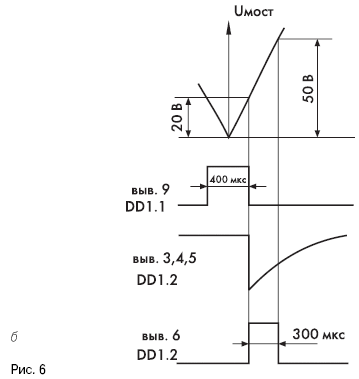 Uмост
20 В
50 В
400 мкс
выв. 9
DD1.1
выв. 3,4,5
DD1.2
300 мкс
выв. 6
DD1.2
б
Рис. 6